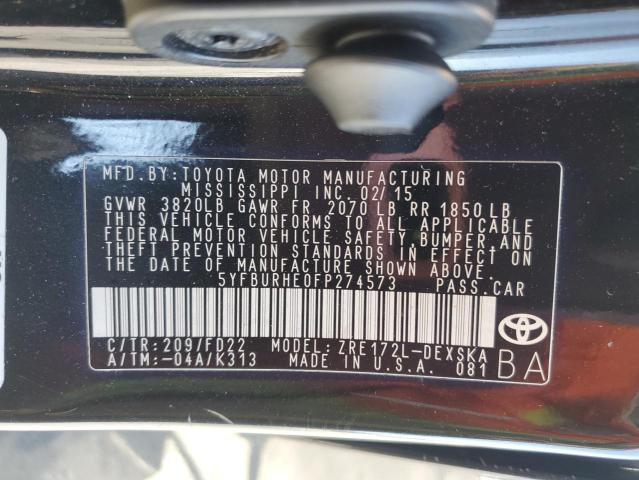 MFD.BY:TOYOTA MOTOR MANUFACTURING
MISSISSIPPI INC. 02/15
GVWR 3820LB GAWR FR 2070 LB RR 1850 LB
THIS VEHICLE CONFORMS TO ALL APPLICABLE
FEDERAL MOTOR VEHICLE SAFETY,BUMPER,AND
THEFT PREVENTION STANDARDS IN EFFECT ON
THE DATE OF MANUFACTURE SHOWN ABOVE.
5YFBURHE0FP274573 PASS.CAR
C/TR:209/FD22 MODEL:ZRE172L-DEXSKA
A/TM:-04A/K313 MADE IN U.S.A. 081
BA